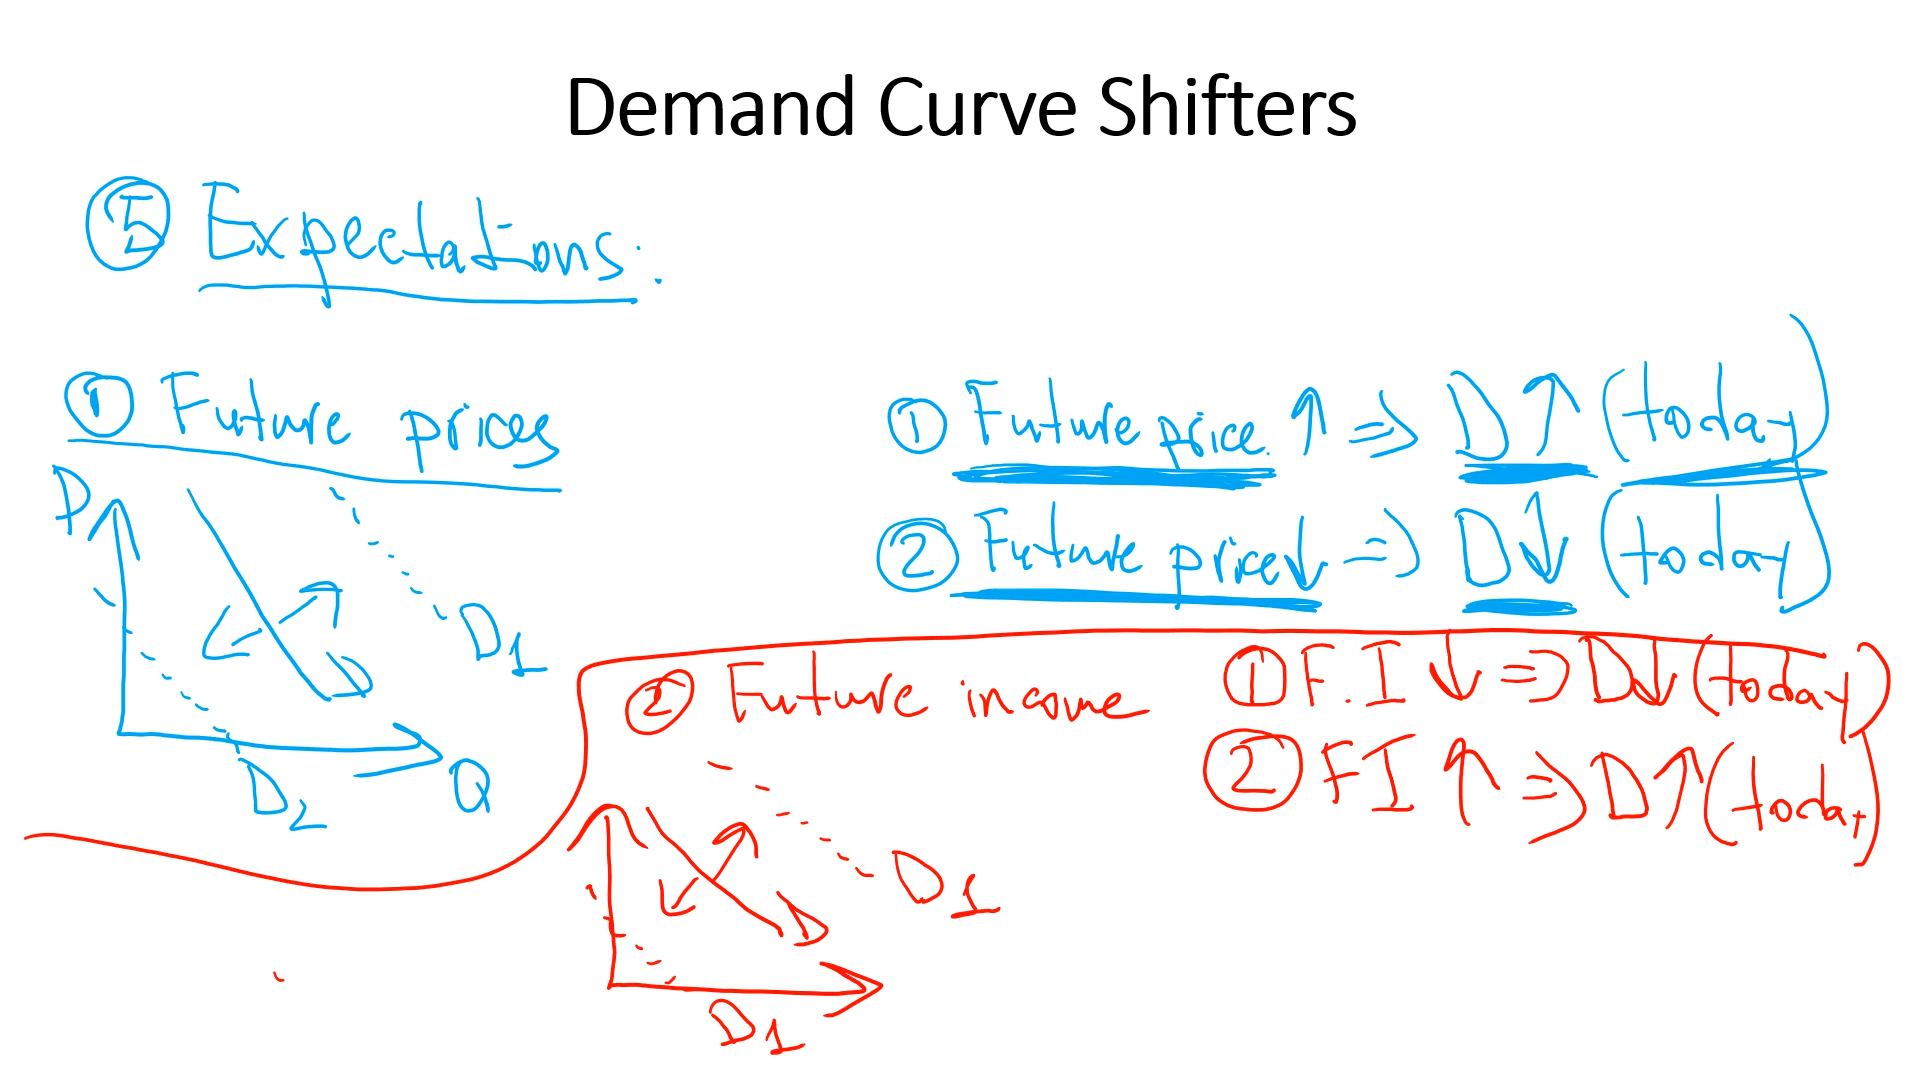 Demand Curve Shifters
⑤ Expectations:
① Future prices
① Future price ↑ ⇒ D↑ (today)
② Future price↓ ⇒ D↓ (today)
P
D
D1
D2
Q
② Future income
① F.I ↓ ⇒ D↓ (today)
② FI ↑ ⇒ D↑ (today)
D
D1
D1